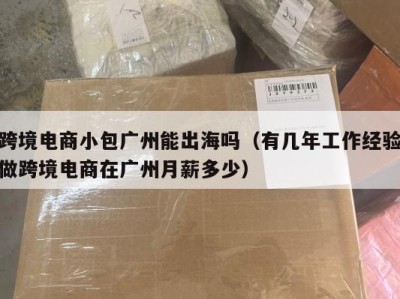 跨境电商小包广州能出海吗（有几年工作经验
做跨境电商在广州月薪多少）